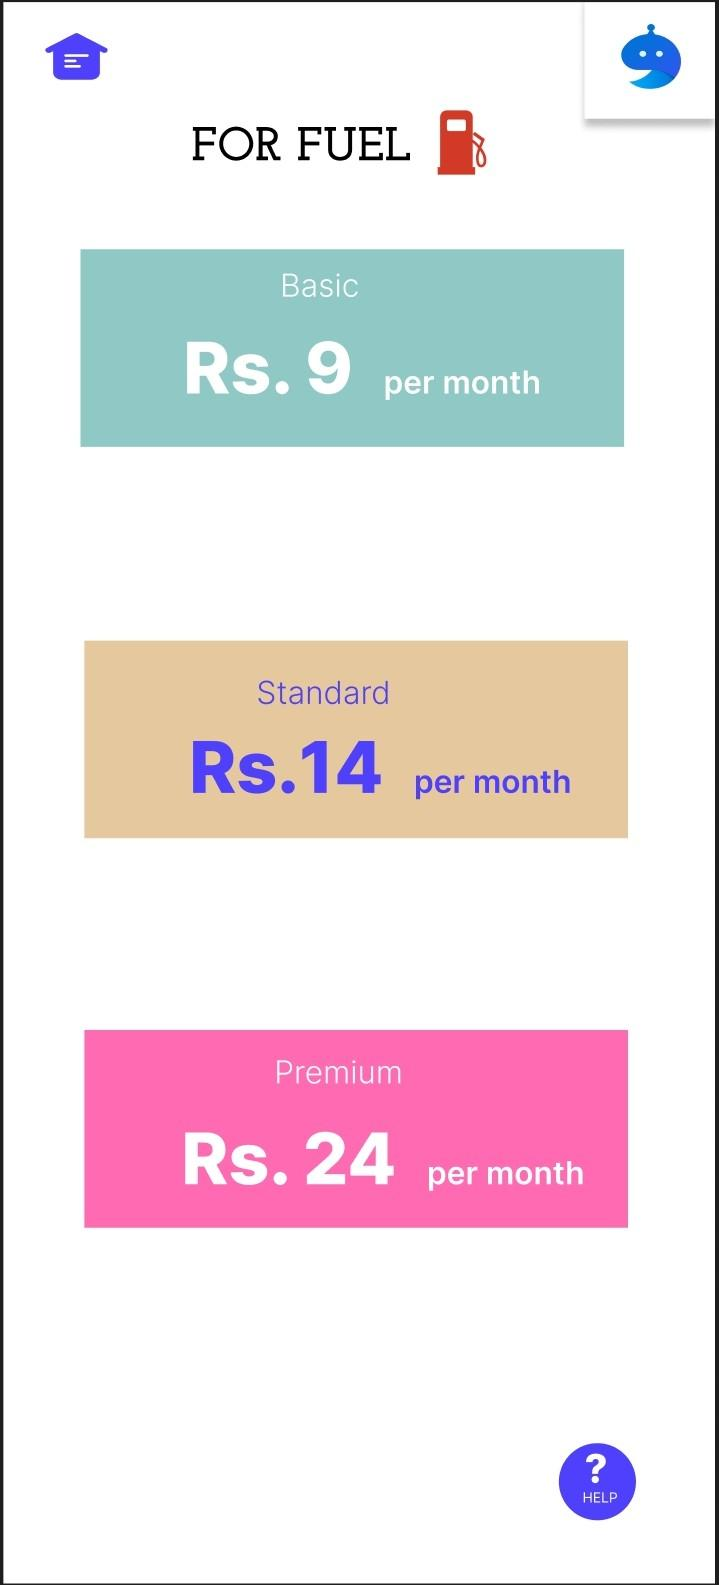 FOR FUEL
Basic
Rs. 9 per month
Standard
Rs.14 per month
Premium
Rs. 24 per month
?
HELP